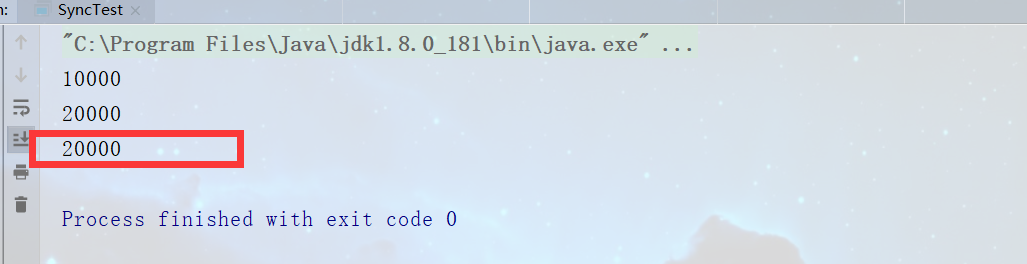 n:
SyncTest
"C:\Program Files\Java\jdk1.8.0_181\bin\java.exe" ...
10000
20000
20000
Process finished with exit code 0